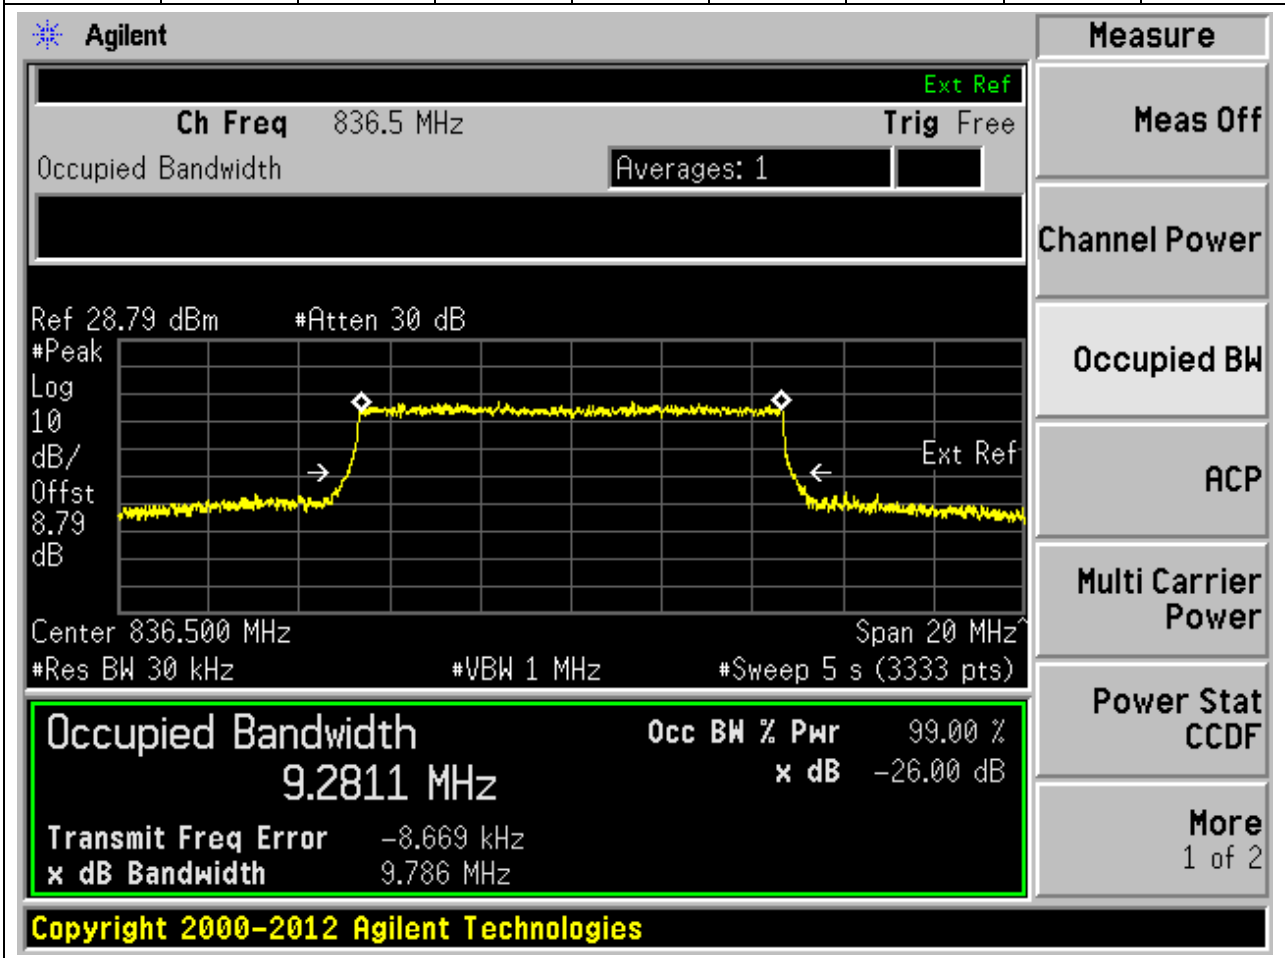 Agilent
Measure
Ext Ref
Ch Freq 836.5 MHz Trig Free
Meas Off
Occupied Bandwidth Averages: 1
Channel Power
Ref 28.79 dBm #Atten 30 dB
#Peak
Log
10
dB/
Offst
8.79
dB
Ext Ref
Occupied BW
ACP
Center 836.500 MHz Span 20 MHz^
#Res BW 30 kHz #VBW 1 MHz #Sweep 5 s (3333 pts)
Multi Carrier
Power
Occupied Bandwidth Occ BW % Pwr 99.00 %
9.2811 MHz x dB -26.00 dB
Transmit Freq Error -8.669 kHz
x dB Bandwidth 9.786 MHz
Power Stat
CCDF
More
1 of 2
Copyright 2000-2012 Agilent Technologies